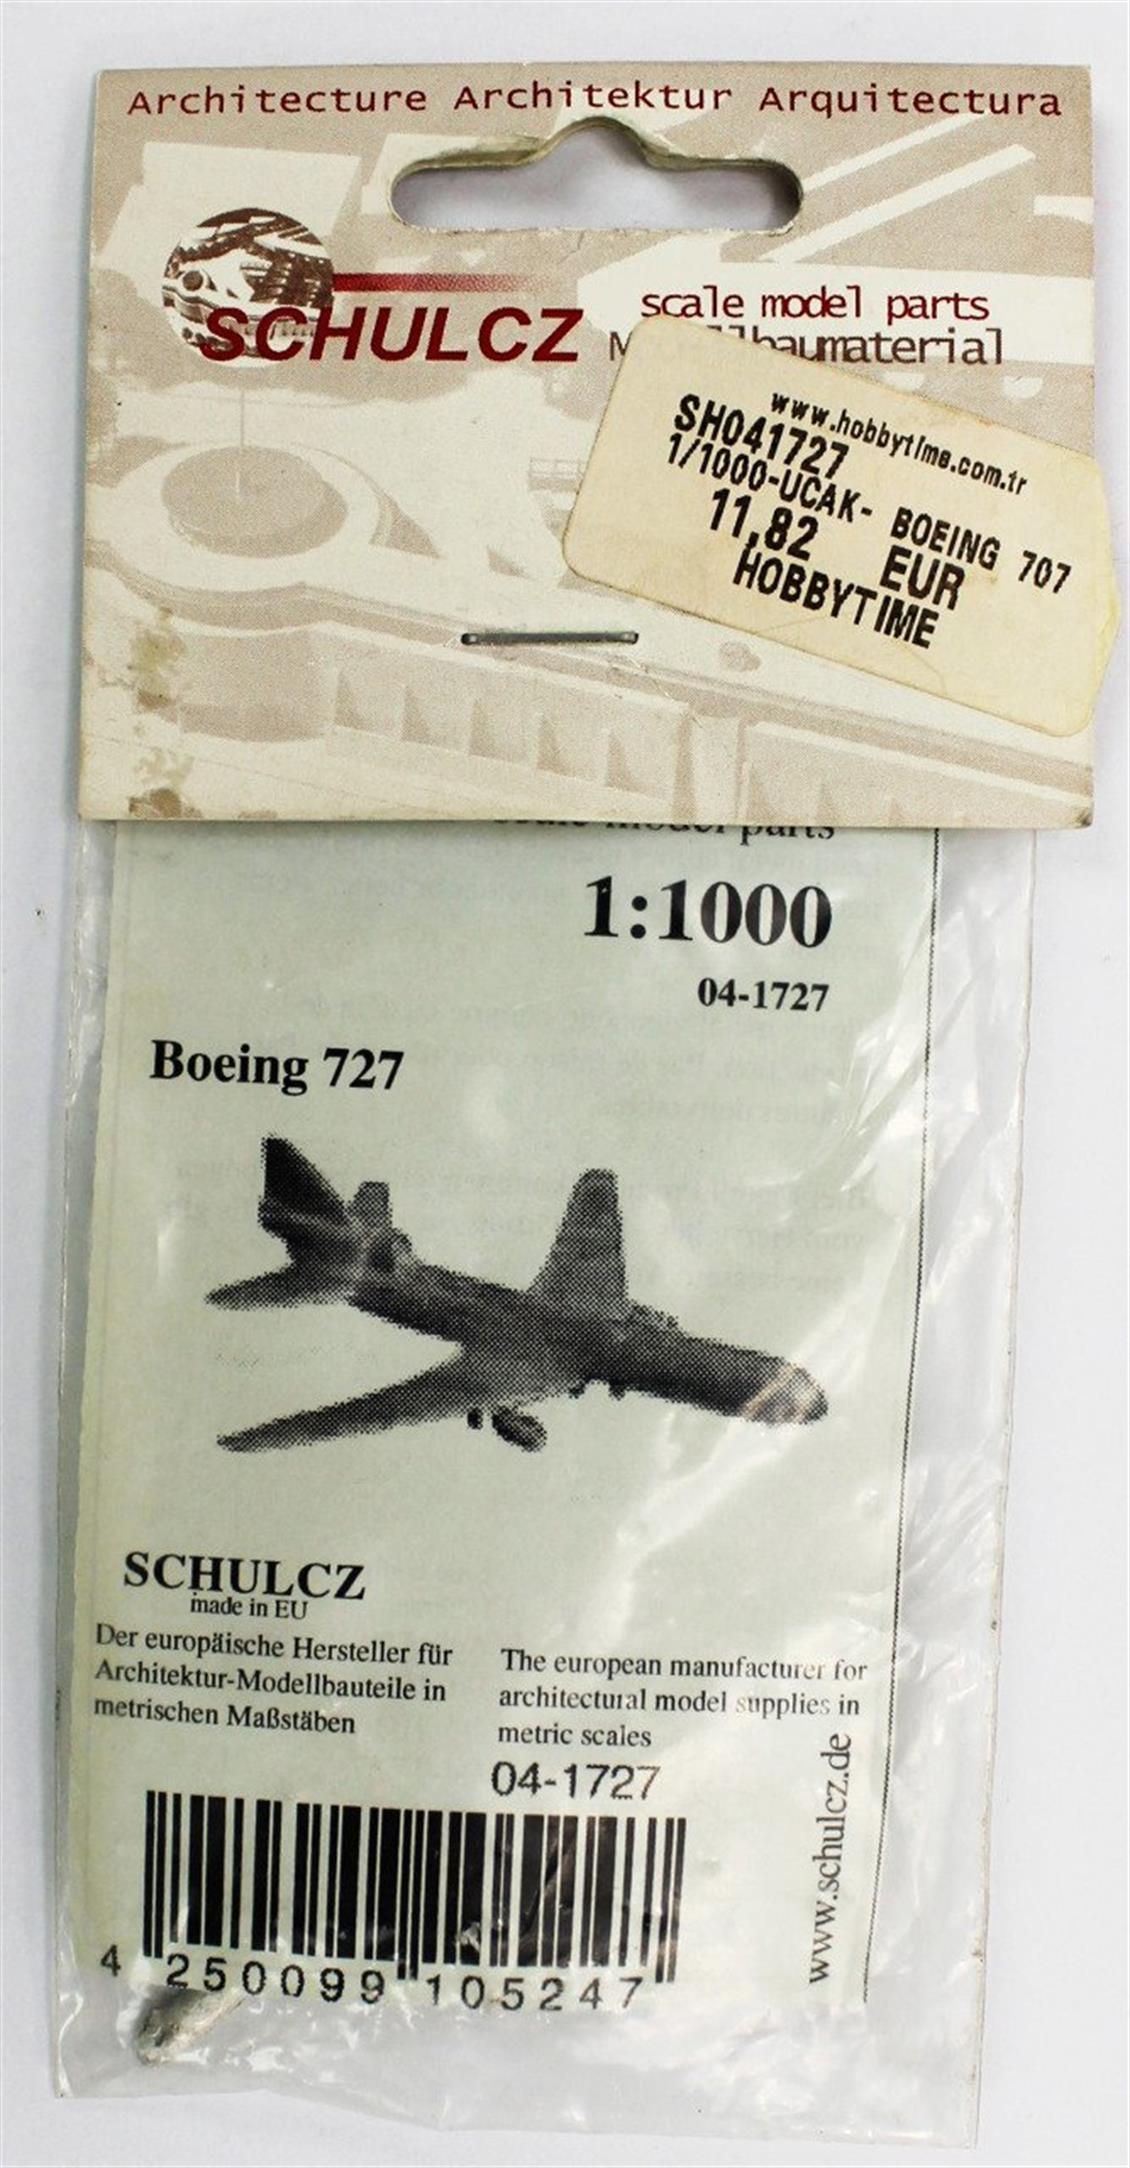 Architecture Architektur Arquitectura
SCHULCZ
scale model parts
www.hobbytime.com.tr
SH041727
1/1000-UCAK- BOEING 707
11,82 EUR
HOBBYTIME
scale model parts
1:1000
04-1727
Boeing 727
SCHULCZ
made in EU
Der europäische Hersteller für
Architektur-Modellbauteile in
metrischen Maßstäben
The european manufacturer for
architectural model supplies in
metric scales
04-1727
www.schulcz.de
4 250099 105247